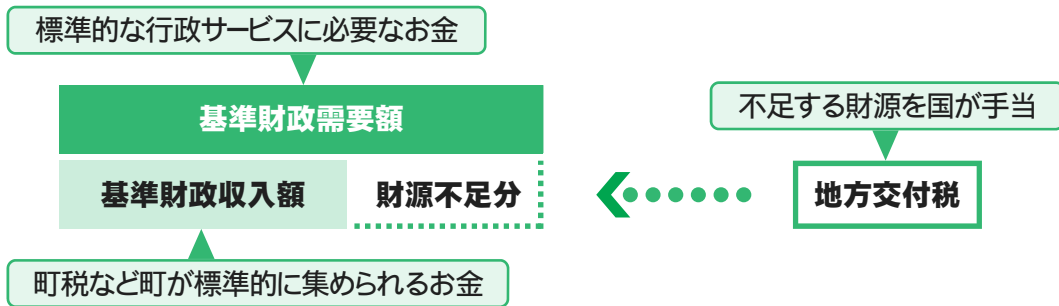 標準的な行政サービスに必要なお金
基準財政需要額
不足する財源を国が手当
基準財政収入額
財源不足分
地方交付税
町税など町が標準的に集められるお金